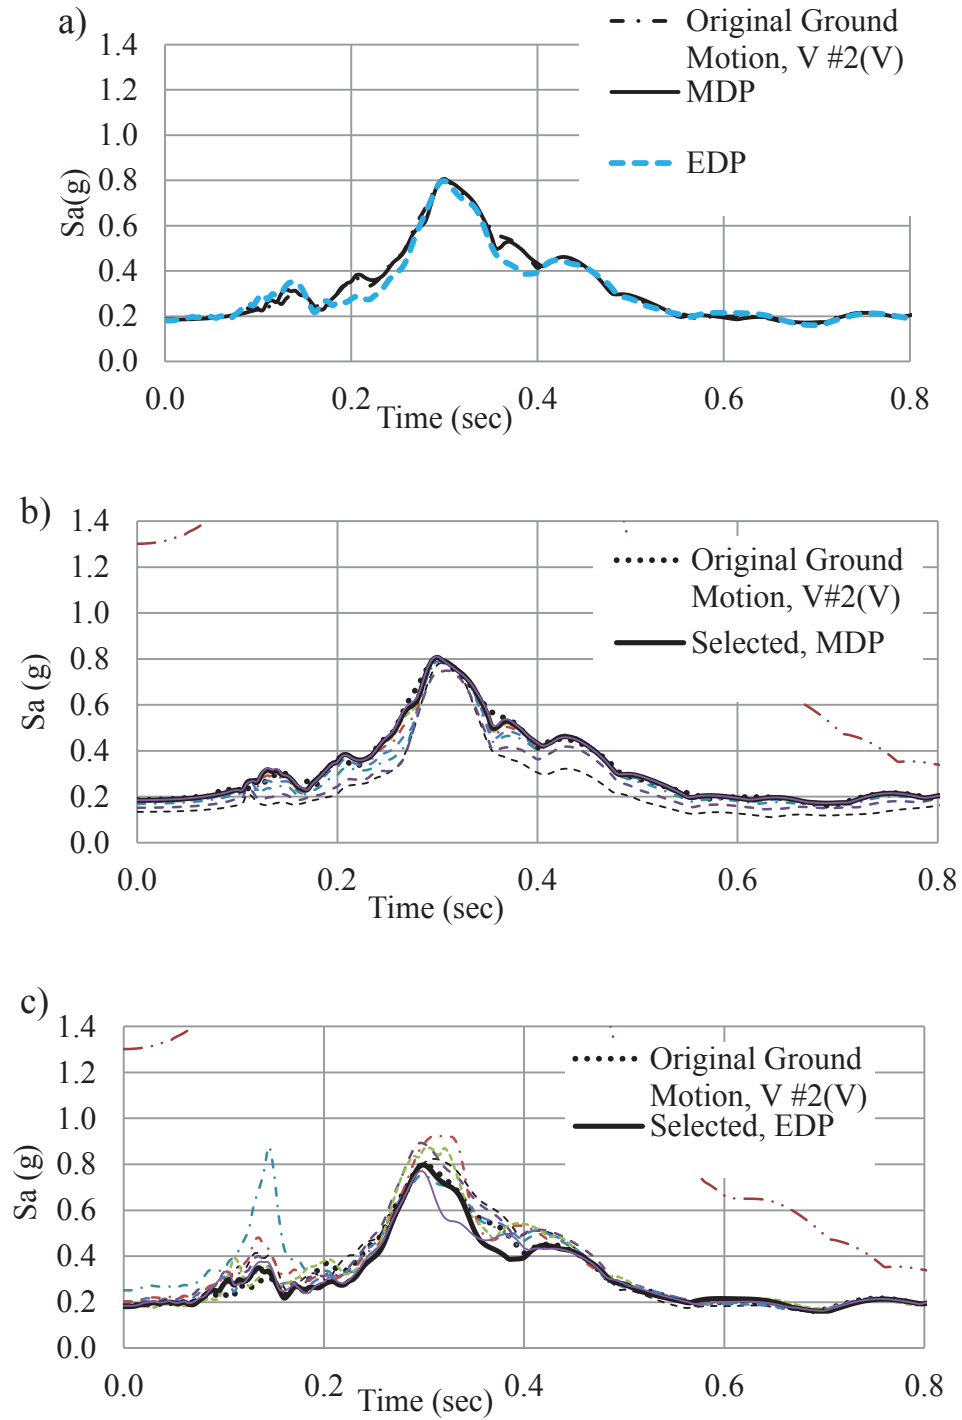 a)
Original Ground
Motion, V #2(V)
MDP
EDP
1.4
1.2
1.0
0.8
0.6
0.4
0.2
0.0
Sa(g)
0.0 0.2 0.4 0.6 0.8
Time (sec)
b)
Original Ground
Motion, V#2(V)
Selected, MDP
1.4
1.2
1.0
0.8
0.6
0.4
0.2
0.0
Sa (g)
0.0 0.2 0.4 0.6 0.8
Time (sec)
c)
Original Ground
Motion, V #2(V)
Selected, EDP
1.4
1.2
1.0
0.8
0.6
0.4
0.2
0.0
Sa (g)
0.0 0.2 0.4 0.6 0.8
Time (sec)